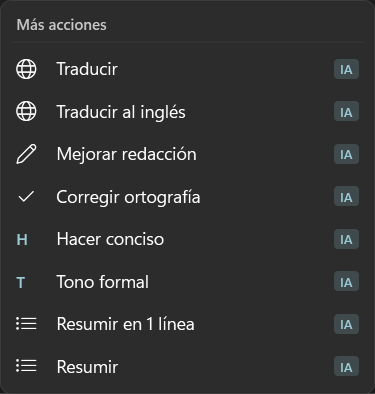 Más acciones
Traducir IA
Traducir al inglés IA
Mejorar redacción IA
Corregir ortografía IA
H Hacer conciso IA
T Tono formal IA
Resumir en 1 línea IA
Resumir IA